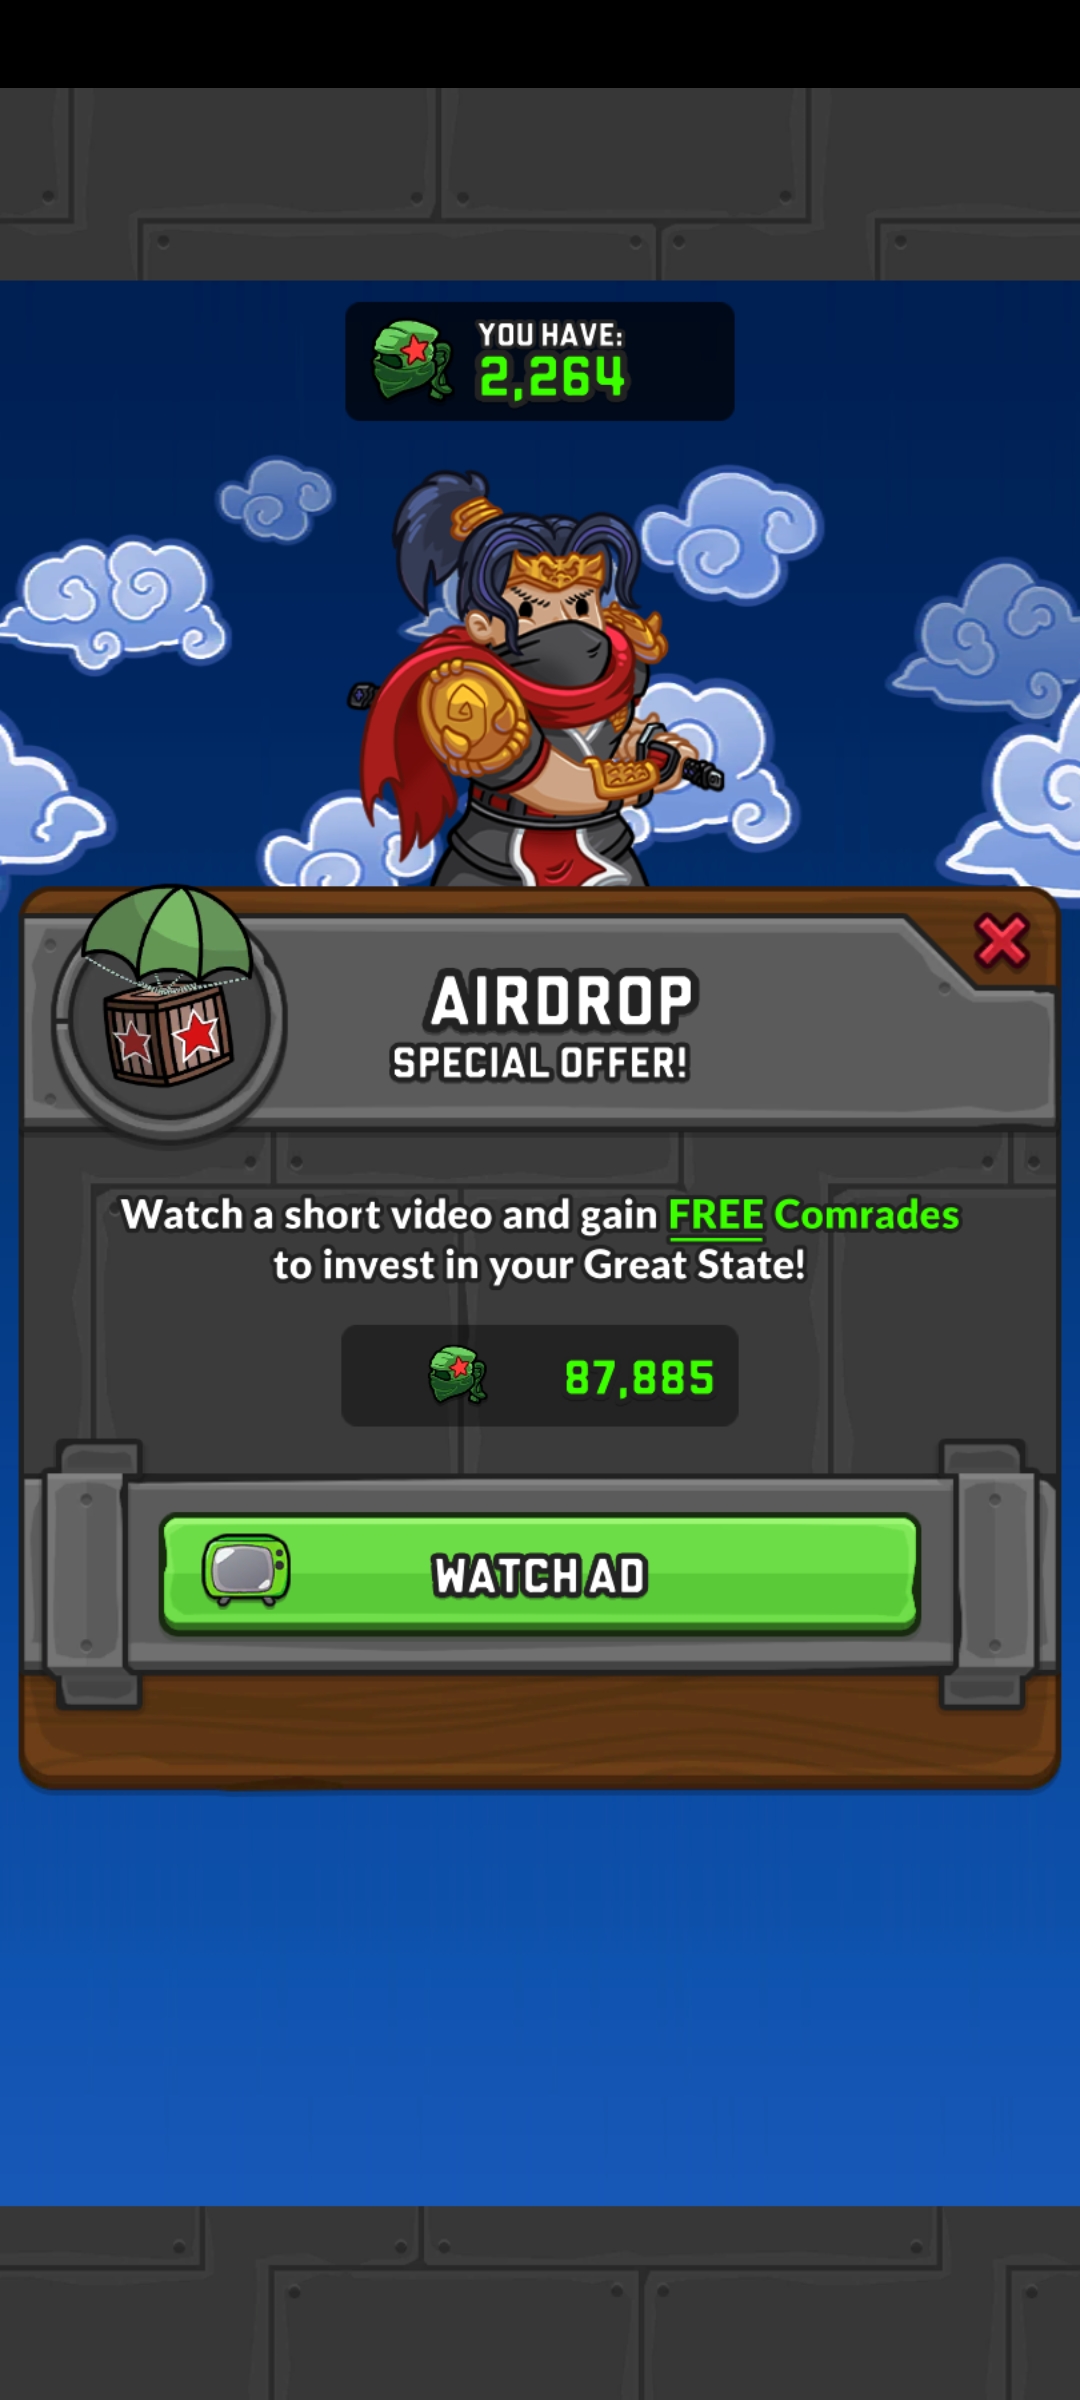 YOU HAVE:
2,264
AIRDROP
SPECIAL OFFER!
Watch a short video and gain FREE Comrades
to invest in your Great State!
87,885
WATCH AD